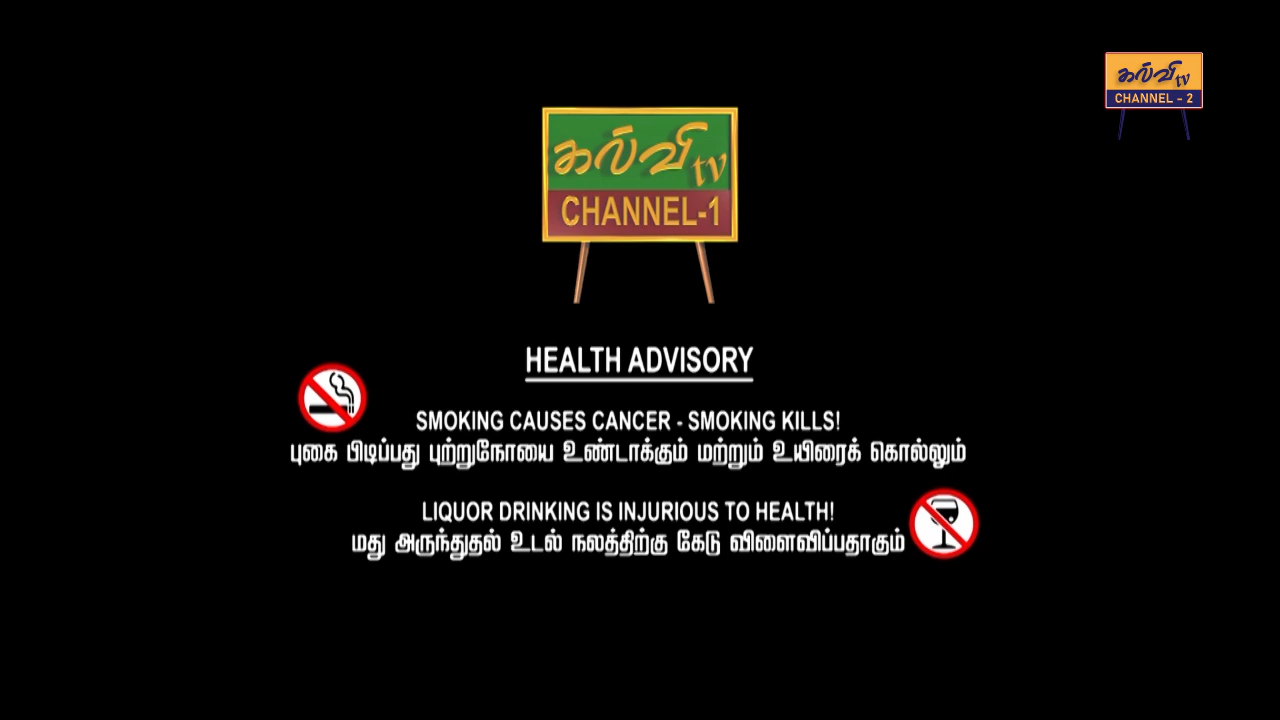 கல்வி tv
CHANNEL - 2
கல்வி tv
CHANNEL-1
HEALTH ADVISORY
SMOKING CAUSES CANCER - SMOKING KILLS!
புகை பிடிப்பது புற்றுநோயை உண்டாக்கும் மற்றும் உயிரைக் கொல்லும்
LIQUOR DRINKING IS INJURIOUS TO HEALTH!
மது அருந்துதல் உடல் நலத்திற்கு கேடு விளைவிப்பதாகும்